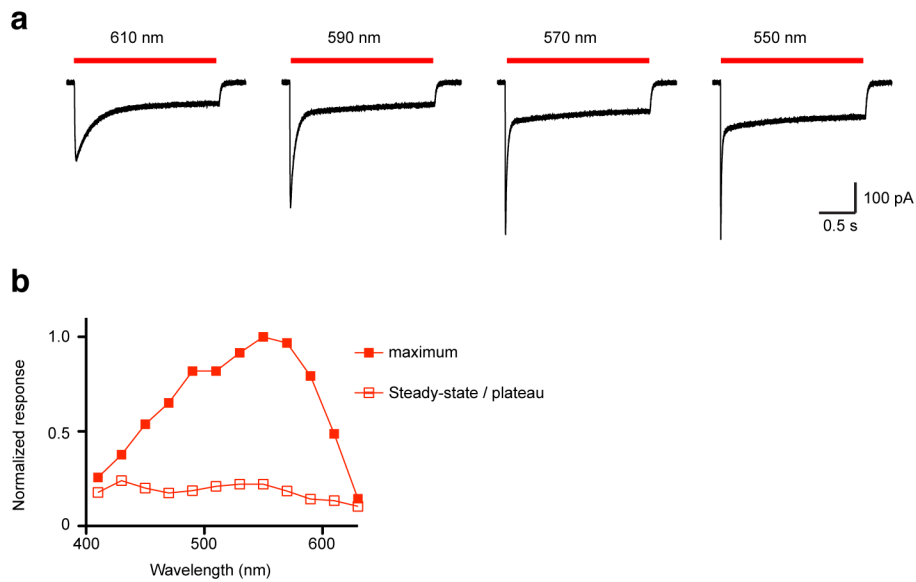 a
610 nm
590 nm
570 nm
550 nm
100 pA
0.5 s
b
Normalized response
1.0
0.5
0
400
500
600
Wavelength (nm)
maximum
Steady-state / plateau